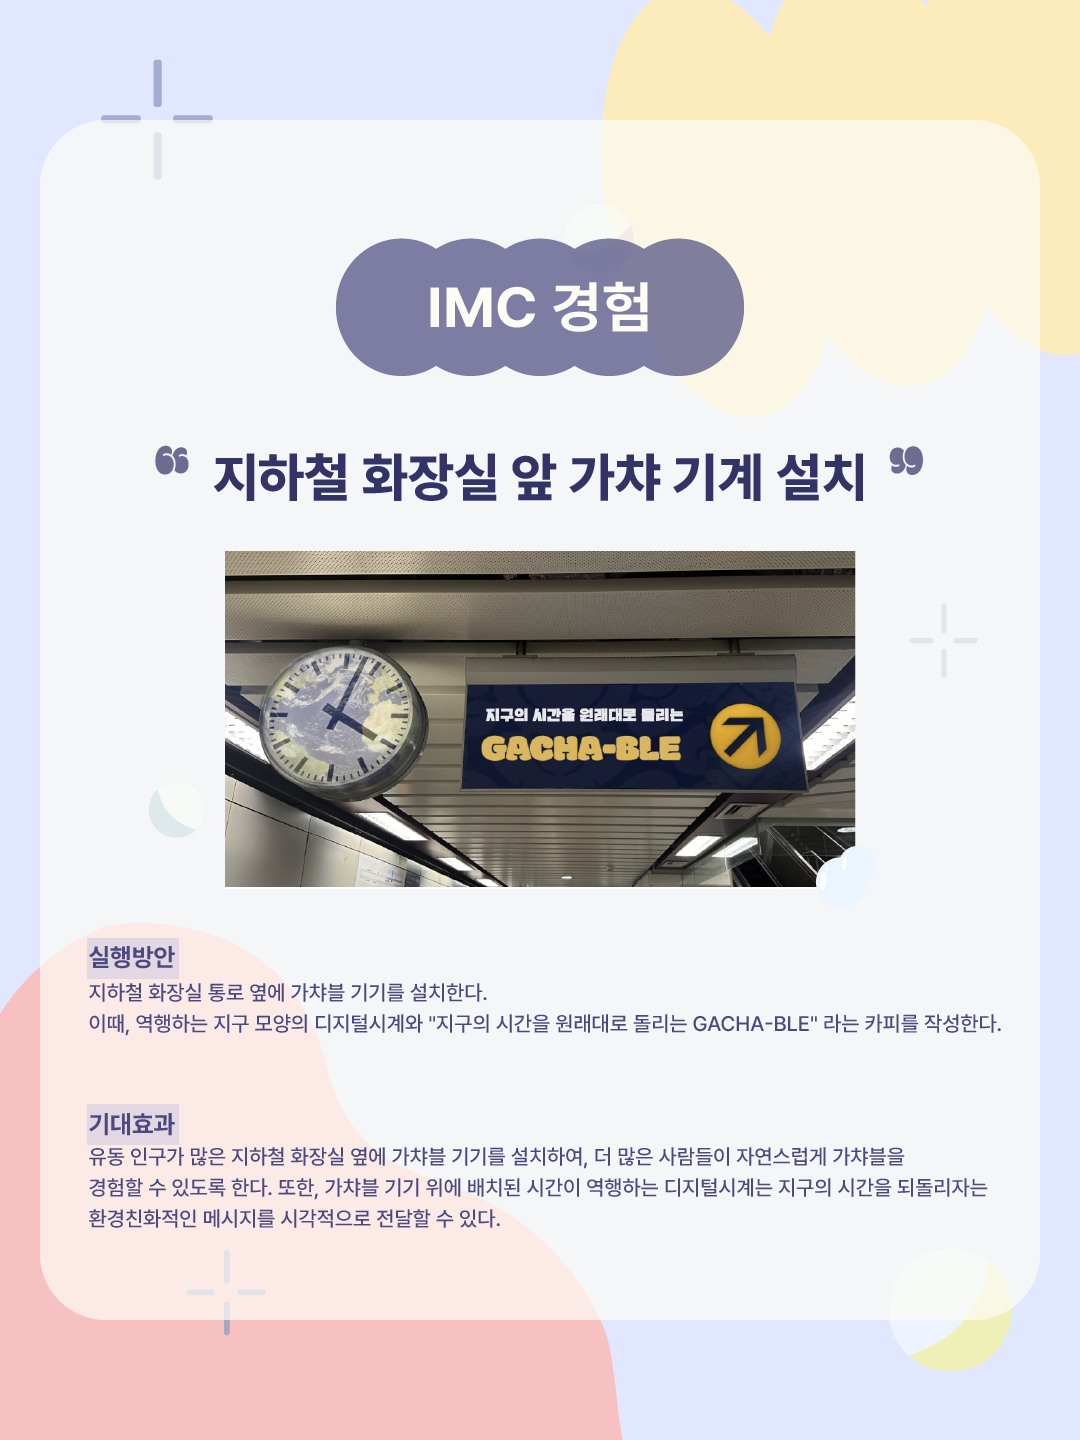 IMC 경험
❝ 지하철 화장실 앞 가챠 기계 설치 ❞
지구의 시간을 원래대로 돌리는
GACHA-BLE
실행방안
지하철 화장실 통로 옆에 가챠블 기기를 설치한다.
이때, 역행하는 지구 모양의 디지털시계와 "지구의 시간을 원래대로 돌리는 GACHA-BLE" 라는 카피를 작성한다.
기대효과
유동 인구가 많은 지하철 화장실 옆에 가챠블 기기를 설치하여, 더 많은 사람들이 자연스럽게 가챠블을
경험할 수 있도록 한다. 또한, 가챠블 기기 위에 배치된 시간이 역행하는 디지털시계는 지구의 시간을 되돌리자는
환경친화적인 메시지를 시각적으로 전달할 수 있다.